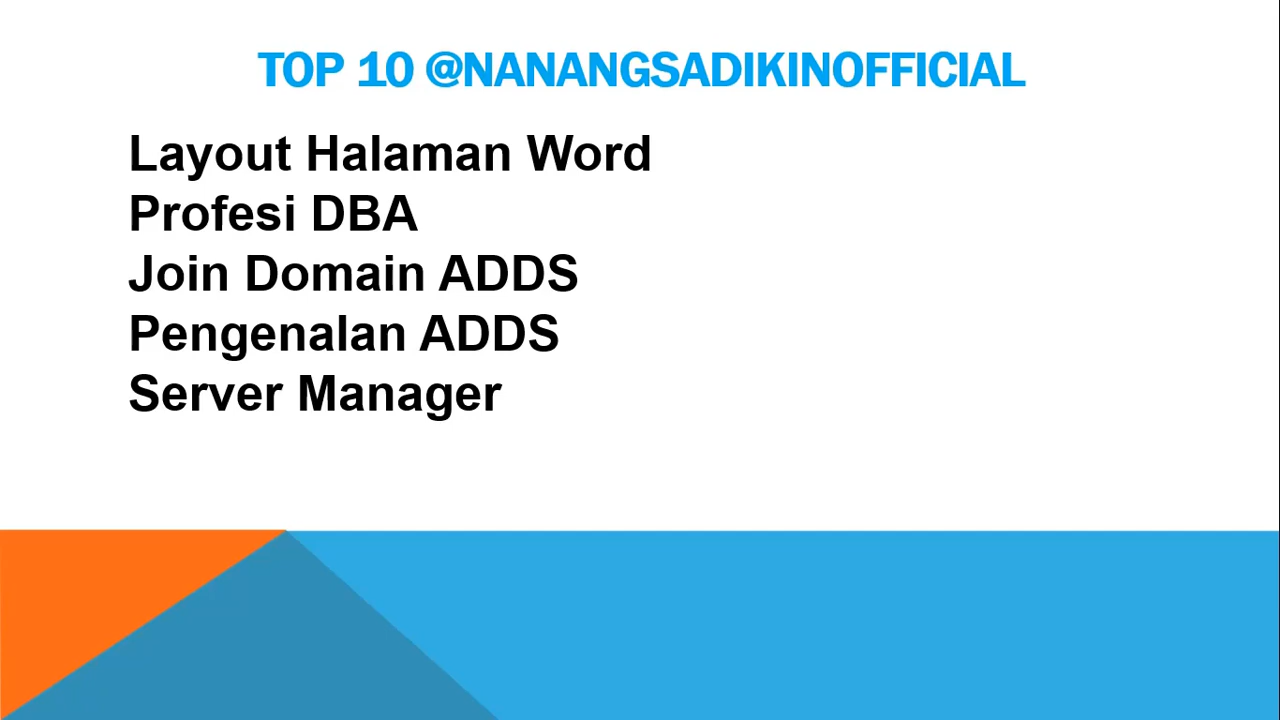 TOP 10 @NANANGSADIKINOFFICIAL
Layout Halaman Word
Profesi DBA
Join Domain ADDS
Pengenalan ADDS
Server Manager